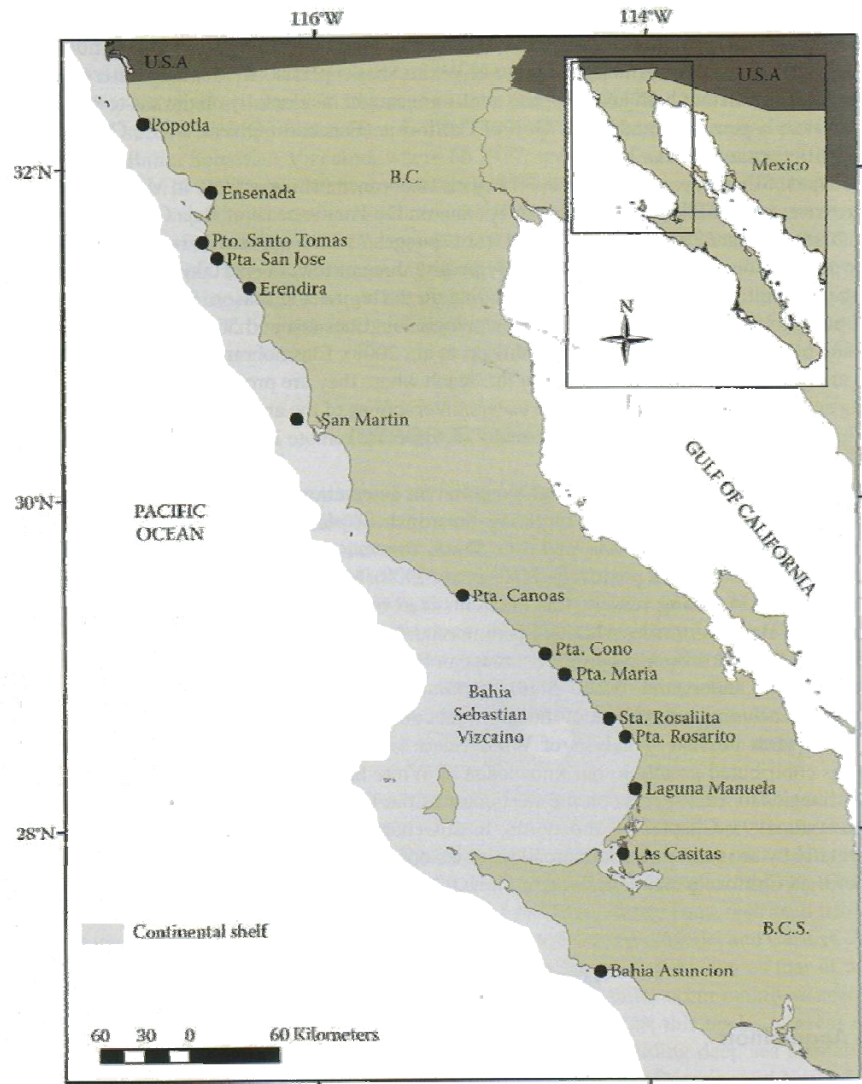 116°W
114°W
U.S.A
U.S.A
Popotla
Mexico
32°N
B.C.
Ensenada
Pto. Santo Tomas
Pta. San Jose
Erendira
N
San Martin
GULF OF CALIFORNIA
30°N
PACIFIC
OCEAN
Pta. Canoas
Pta. Cono
Pta. Maria
Bahia
Sebastian
Vizcaino
Sta. Rosaliita
Pta. Rosarito
Laguna Manuela
28°N
Las Casitas
Continental shelf
B.C.S.
Bahia Asuncion
60 30 0 60 Kilometers